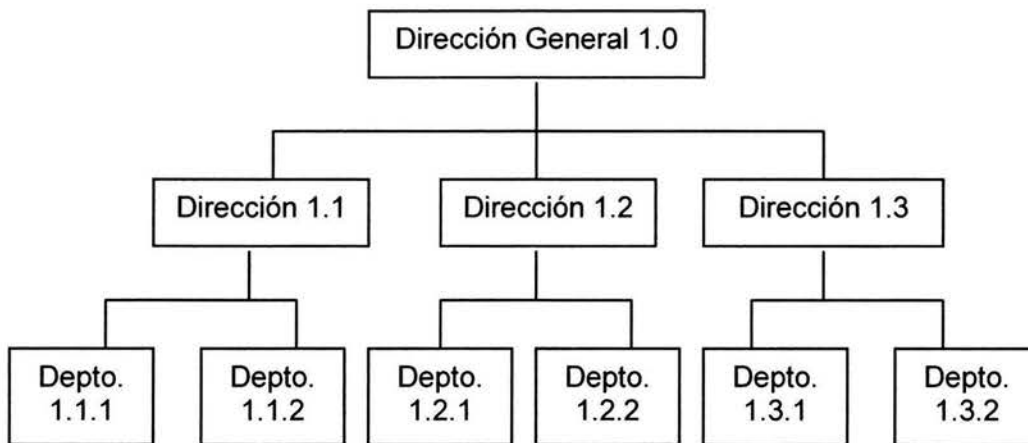 Dirección General 1.0
Dirección 1.1
Dirección 1.2
Dirección 1.3
Depto.
1.1.1
Depto.
1.1.2
Depto.
1.2.1
Depto.
1.2.2
Depto.
1.3.1
Depto.
1.3.2